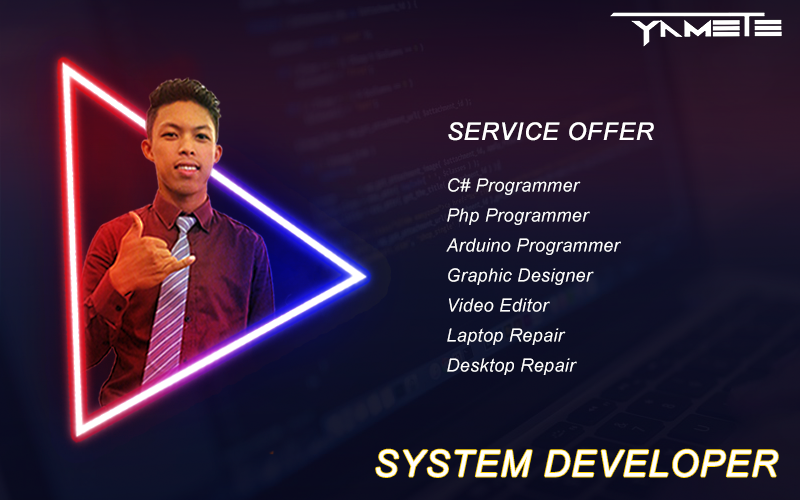 YAMETE
SERVICE OFFER
C# Programmer
Php Programmer
Arduino Programmer
Graphic Designer
Video Editor
Laptop Repair
Desktop Repair
SYSTEM DEVELOPER